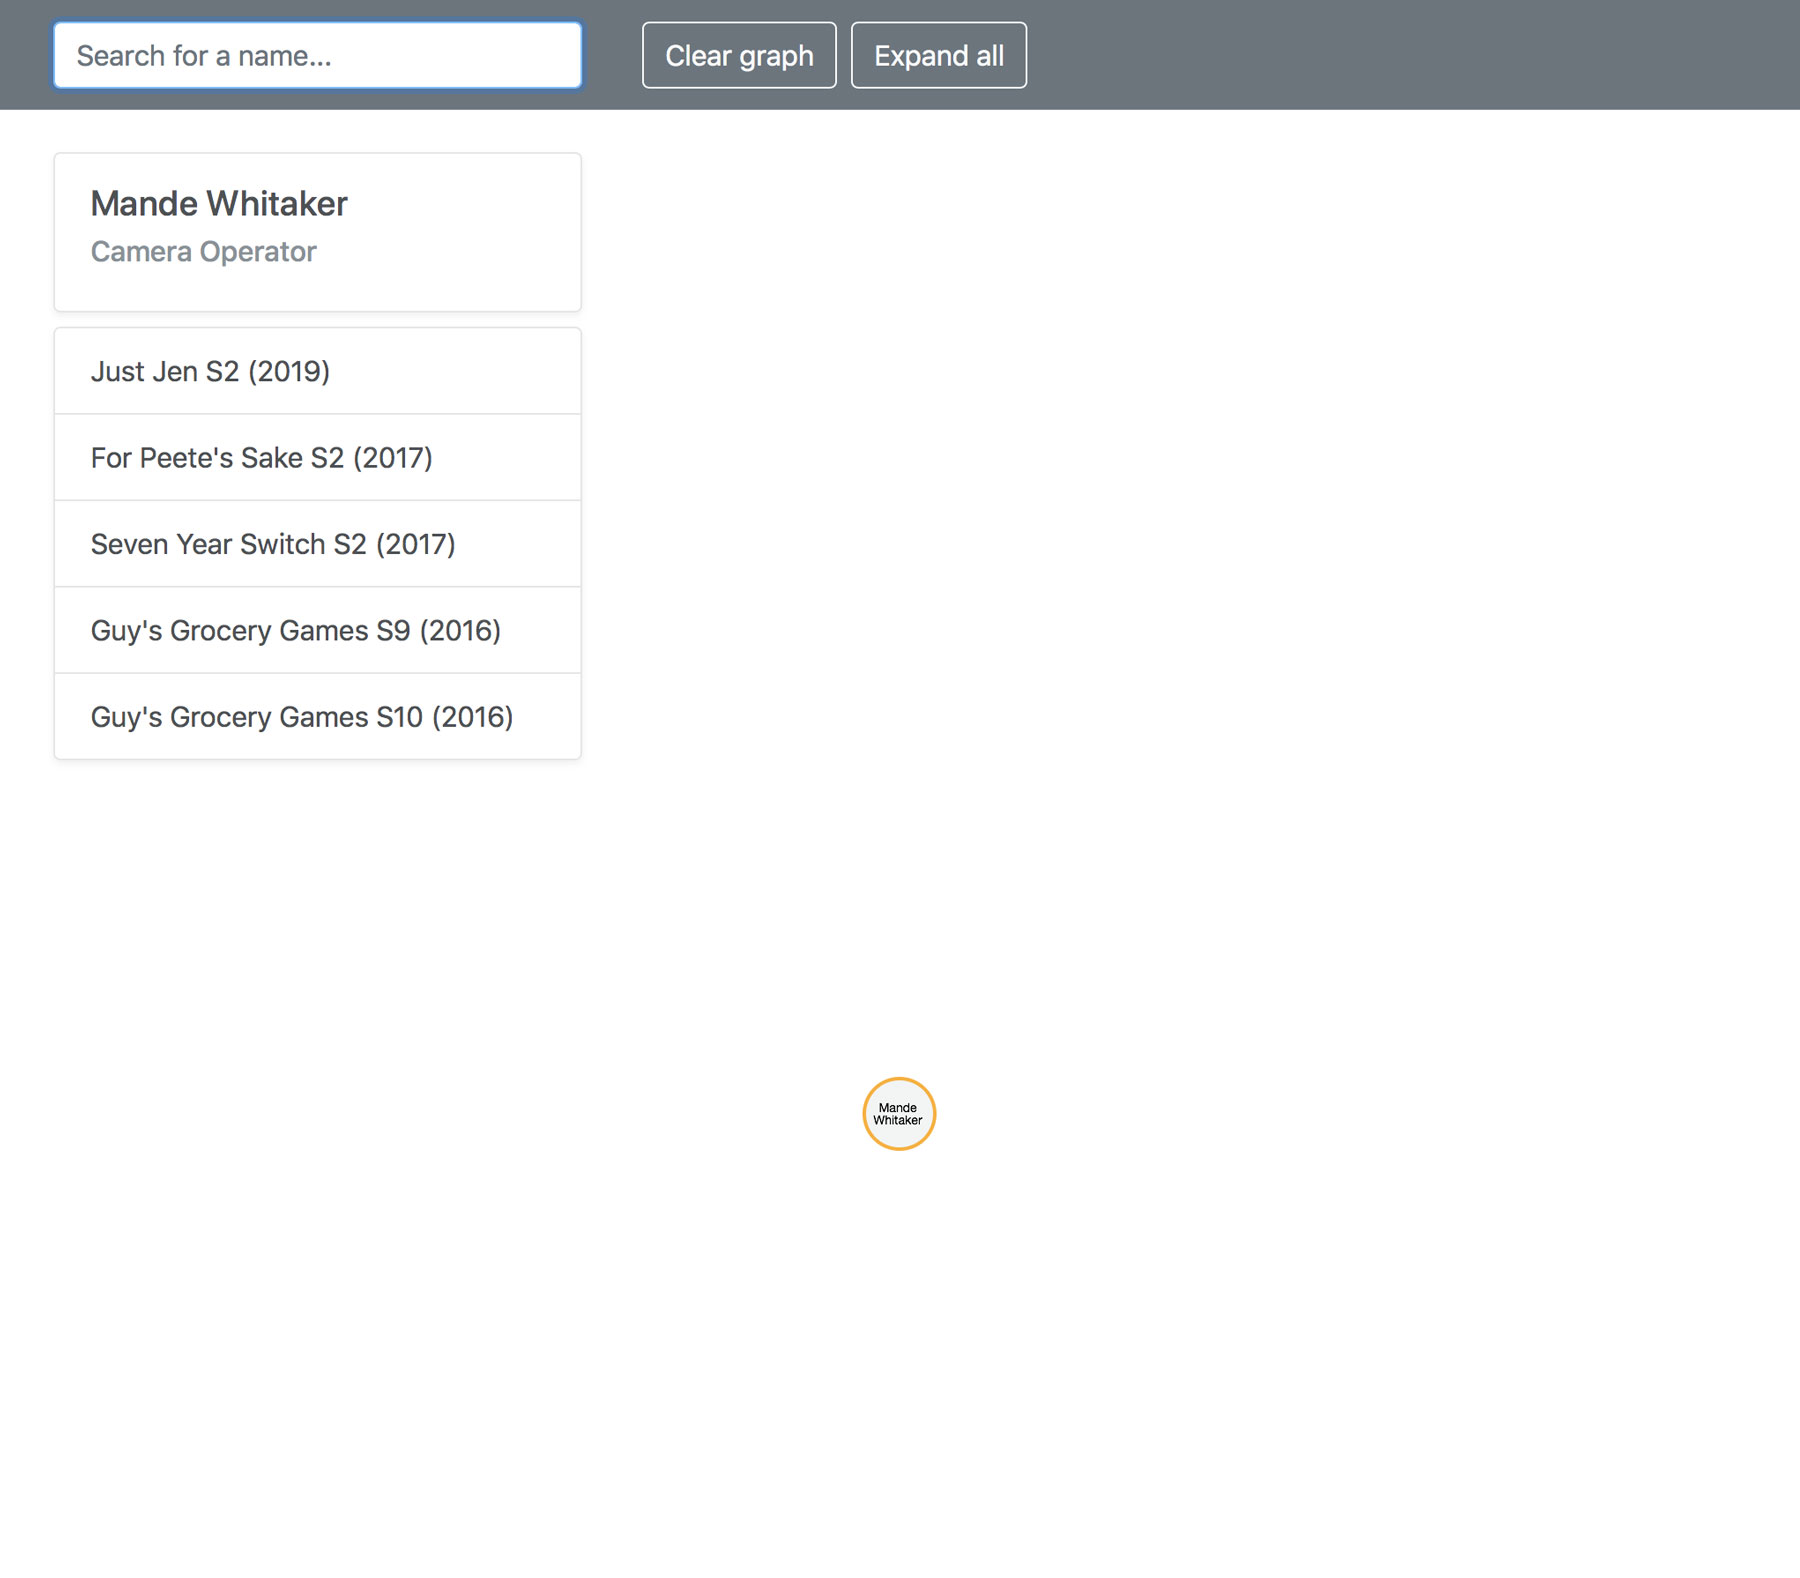 Search for a name...
Clear graph
Expand all
Mande Whitaker
Camera Operator
Just Jen S2 (2019)
For Peete's Sake S2 (2017)
Seven Year Switch S2 (2017)
Guy's Grocery Games S9 (2016)
Guy's Grocery Games S10 (2016)
Mande
Whitaker